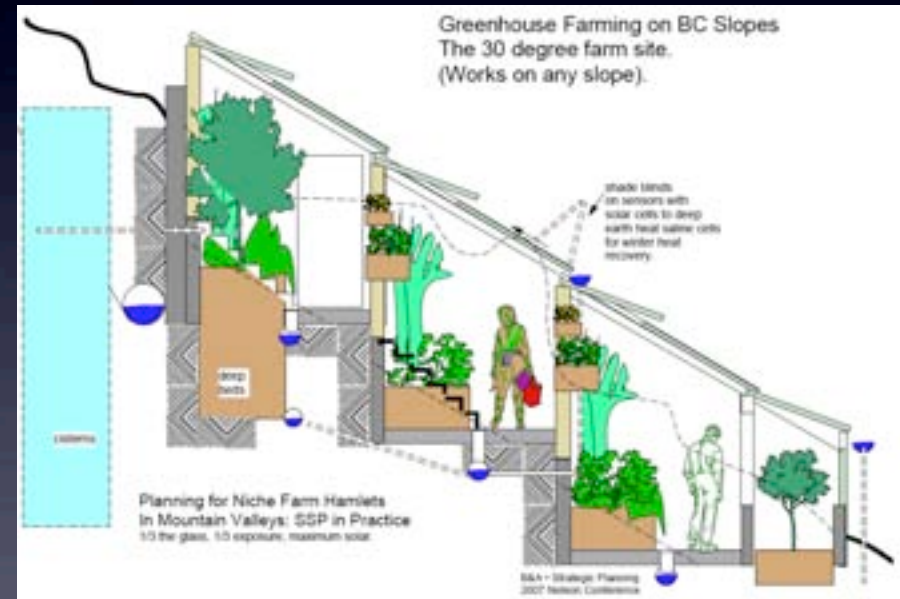 Greenhouse Farming on BC Slopes
The 30 degree farm site.
(Works on any slope).
shade blinds
on sensors with
solar cells to deep
earth heat saline cells
for winter heat
recovery.
deep
beds
cisterns
Planning for Niche Farm Hamlets
In Mountain Valleys: SSP in Practice
1/3 the glass, 1/3 exposure, maximum solar.
B&A • Strategic Planning
2007 Nelson Conference